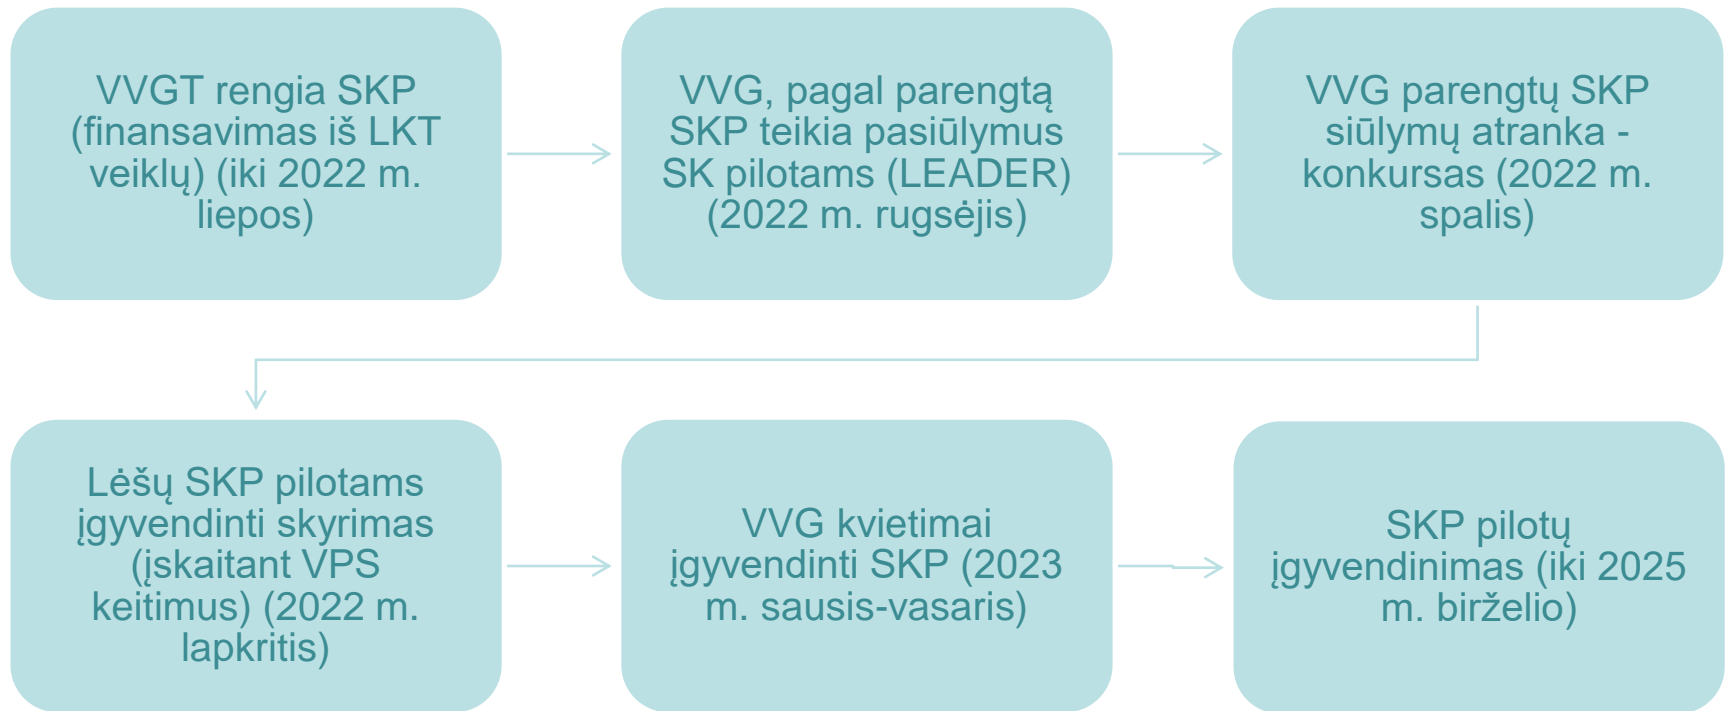 VVGT rengia SKP
(finansavimas iš LKT
veiklų) (iki 2022 m.
liepos)
VVG, pagal parengtą
SKP teikia pasiūlymus
SK pilotams (LEADER)
(2022 m. rugsėjis)
VVG parengtų SKP
siūlymų atranka -
konkursas (2022 m.
spalis)
Lėšų SKP pilotams
įgyvendinti skyrimas
(įskaitant VPS
keitimus) (2022 m.
lapkritis)
VVG kvietimai
įgyvendinti SKP (2023
m. sausis-vasaris)
SKP pilotų
įgyvendinimas (iki 2025
m. birželio)